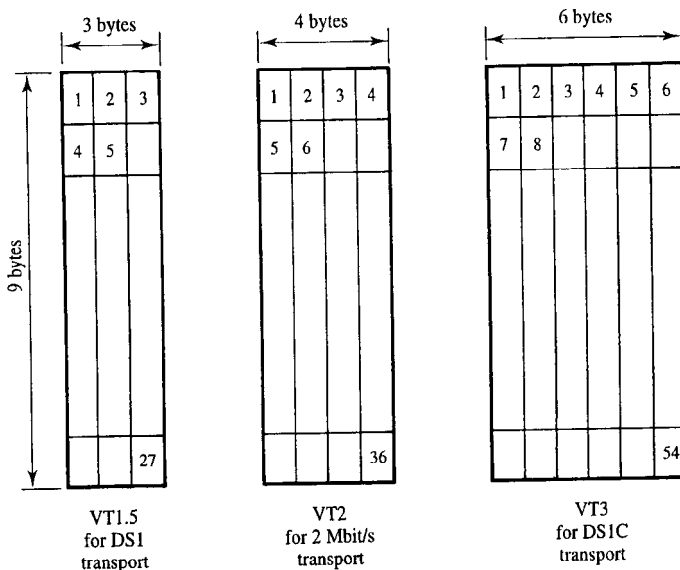 3 bytes
4 bytes
6 bytes
1 2 3
4 5
27
1 2 3 4
5 6
36
1 2 3 4 5 6
7 8
54
9 bytes
VT1.5
for DS1
transport
VT2
for 2 Mbit/s
transport
VT3
for DS1C
transport